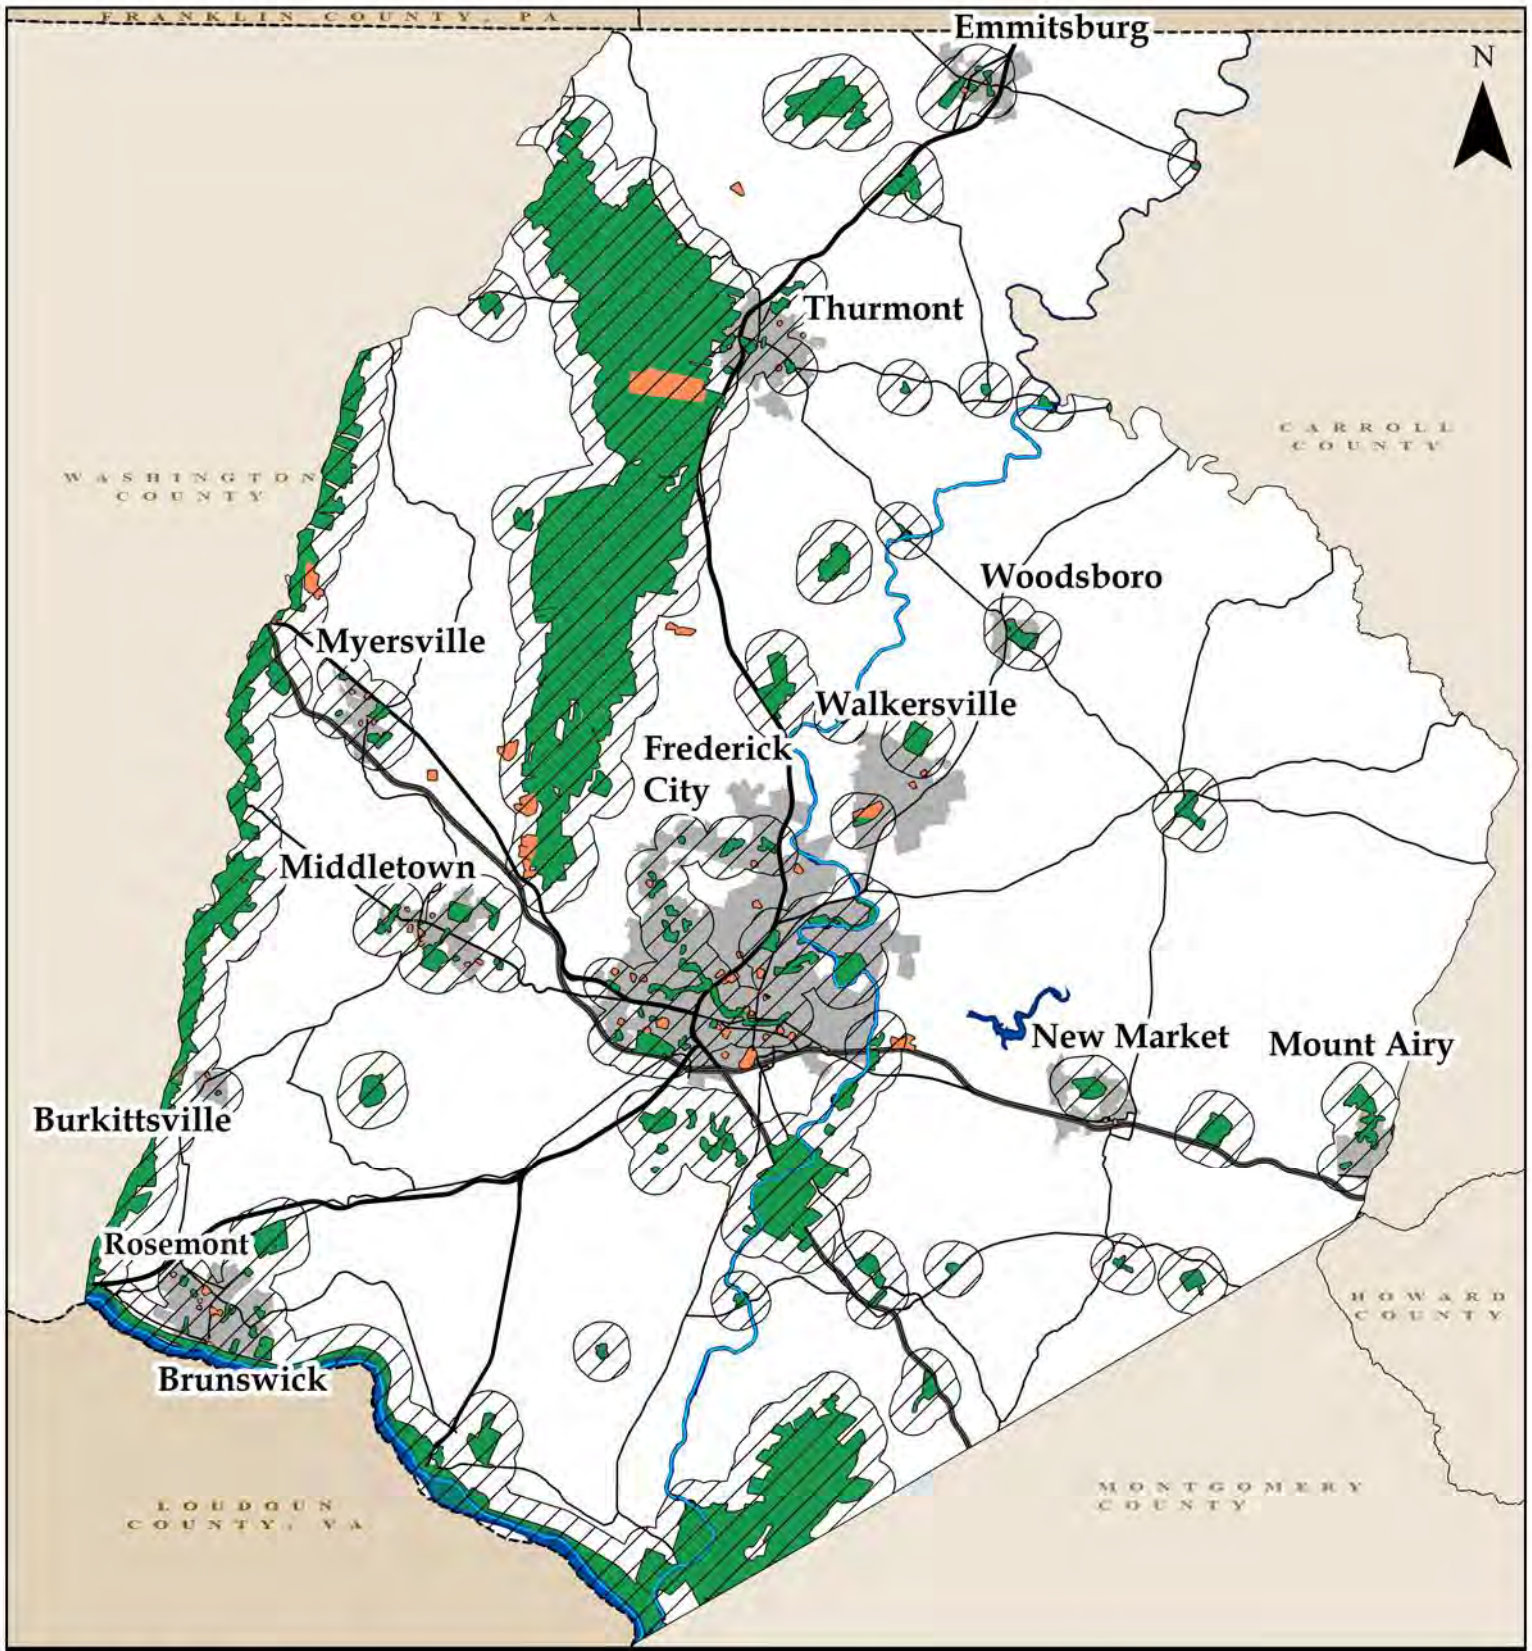 FRANKLIN COUNTY, PA
Emmitsburg
N
Thurmont
CARROLL
COUNTY
WASHINGTON
COUNTY
Woodsboro
Myersville
Walkersville
Frederick
City
Middletown
New Market
Mount Airy
Burkittsville
Rosemont
HOWARD
COUNTY
Brunswick
MONTGOMERY
COUNTY
LOUDOUN
COUNTY, VA